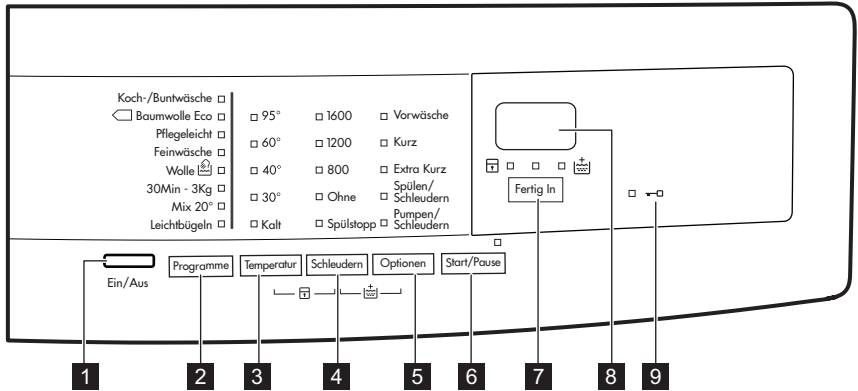 Koch-/Buntwäsche
Baumwolle Eco
Pflegeleicht
Feinwäsche
Wolle
30Min - 3Kg
Mix 20°
Leichtbügeln
95°
60°
40°
30°
Kalt
1600
1200
800
Ohne
Spülstopp
Vorwäsche
Kurz
Extra Kurz
Spülen/
Schleudern
Pumpen/
Schleudern
Fertig In
Ein/Aus
Programme
Temperatur
Schleudern
Optionen
Start/Pause
1
2
3
4
5
6
7
8
9